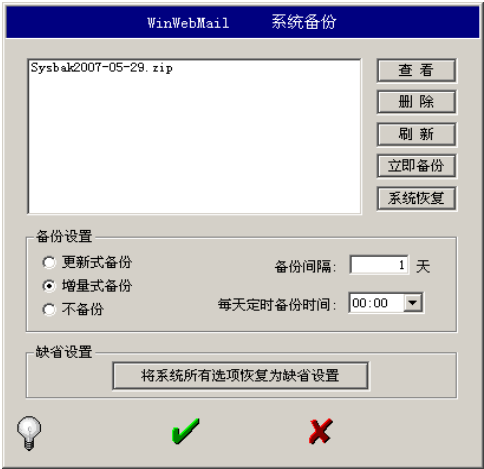 WinWebMail 系统备份
Sysbak2007-05-29.zip
查看
删除
刷新
立即备份
系统恢复
备份设置
更新式备份
备份间隔: 1 天
增量式备份
不备份
每天定时备份时间: 00:00
缺省设置
将系统所有选项恢复为缺省设置